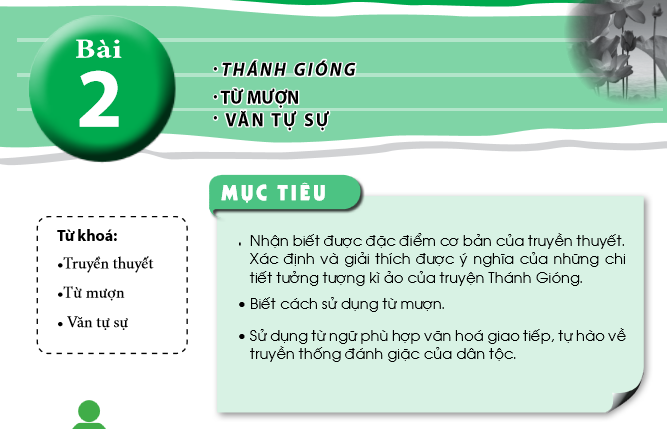 Bài
2
• THÁNH GIÓNG
• TỪ MƯỢN
• VĂN TỰ SỰ
MỤC TIÊU
Từ khoá:
•Truyền thuyết
•Từ mượn
• Văn tự sự
• Nhận biết được đặc điểm cơ bản của truyền thuyết.
Xác định và giải thích được ý nghĩa của những chi
tiết tưởng tượng kì ảo của truyện Thánh Gióng.
• Biết cách sử dụng từ mượn.
• Sử dụng từ ngữ phù hợp văn hoá giao tiếp, tự hào về
truyền thống đánh giặc của dân tộc.